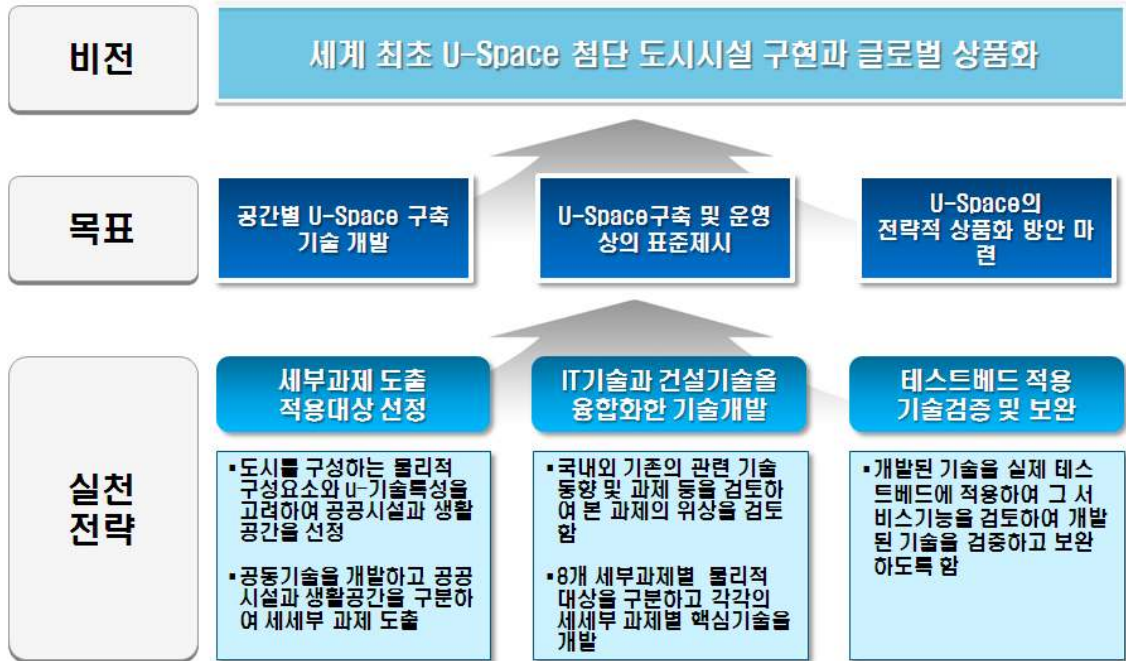 비전
세계 최초 U-Space 첨단 도시시설 구현과 글로벌 상품화
목표
공간별 U-Space 구축
기술 개발
U-Space구축 및 운영
상의 표준제시
U-Space의
전략적 상품화 방안 마
련
실천
전략
세부과제 도출
적용대상 선정
▪도시를 구성하는 물리적
구성요소와 u-기술특성을
고려하여 공공시설과 생활
공간을 선정
▪공동기술을 개발하고 공공
시설과 생활공간을 구분하
여 세세부 과제 도출
IT기술과 건설기술을
융합화한 기술개발
▪국내외 기존의 관련 기술
동향 및 과제 등을 검토하
여 본 과제의 위상을 검토
함
▪8개 세부과제별 물리적
대상을 구분하고 각각의
세세부 과제별 핵심기술을
개발
테스트베드 적용
기술검증 및 보완
▪개발된 기술을 실제 테스
트베드에 적용하여 그 서
비스기능을 검토하여 개발
된 기술을 검증하고 보완
하도록 함